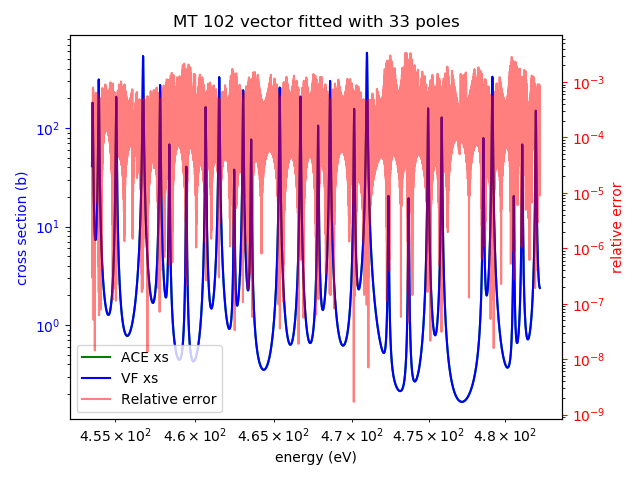 MT 102 vector fitted with 33 poles
cross section (b)
10²
10¹
10⁰
10⁻³
10⁻⁴
10⁻⁵
10⁻⁶
10⁻⁷
10⁻⁸
10⁻⁹
relative error
ACE xs
VF xs
Relative error
4.55 × 10² 4.6 × 10² 4.65 × 10² 4.7 × 10² 4.75 × 10² 4.8 × 10²
energy (eV)